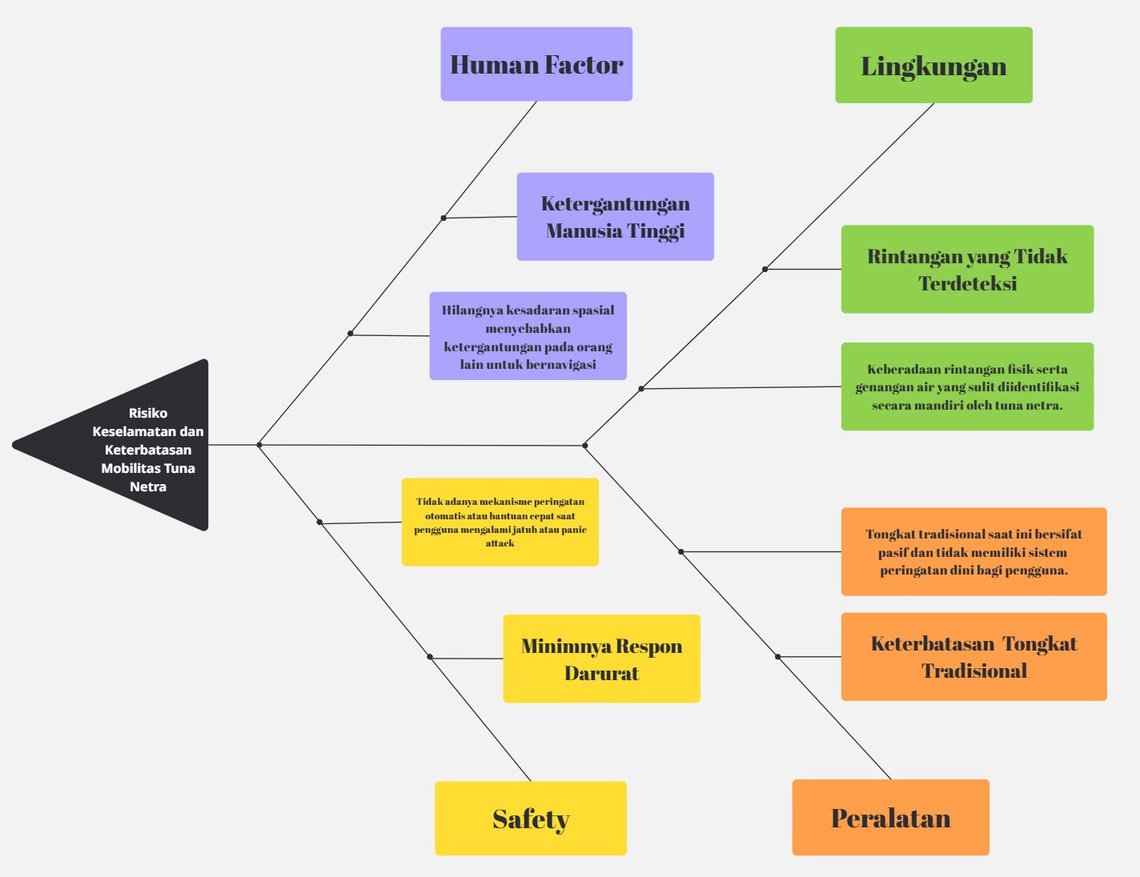 Human Factor
Lingkungan
Ketergantungan
Manusia Tinggi
Rintangan yang Tidak
Terdeteksi
Hilangnya kesadaran spasial
menyebabkan
ketergantungan pada orang
lain untuk bernavigasi
Keberadaan rintangan fisik serta
genangan air yang sulit diidentifikasi
secara mandiri oleh tuna netra.
Risiko
Keselamatan dan
Keterbatasan
Mobilitas Tuna
Netra
Tidak adanya mekanisme peringatan
otomatis atau bantuan cepat saat
pengguna mengalami jatuh atau panic
attack
Tongkat tradisional saat ini bersifat
pasif dan tidak memiliki sistem
peringatan dini bagi pengguna.
Minimnya Respon
Darurat
Keterbatasan Tongkat
Tradisional
Safety
Peralatan